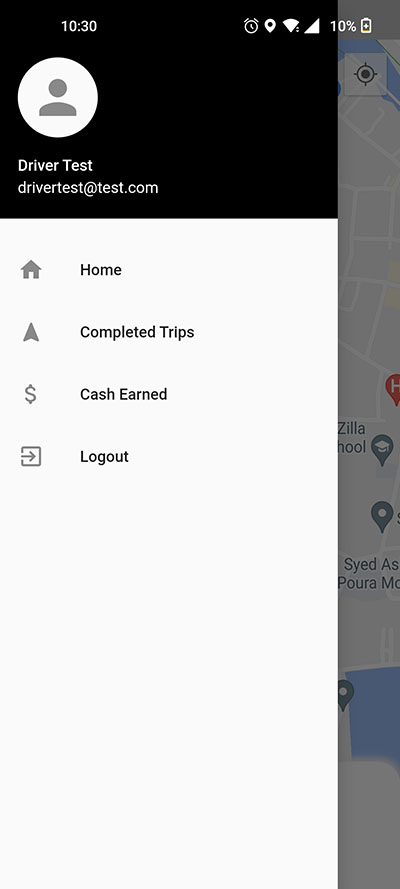 10:30
10%
Driver Test
drivertest@test.com
Home
Completed Trips
Cash Earned
Logout
H
Zilla
hool
S
Syed As
Poura Mo